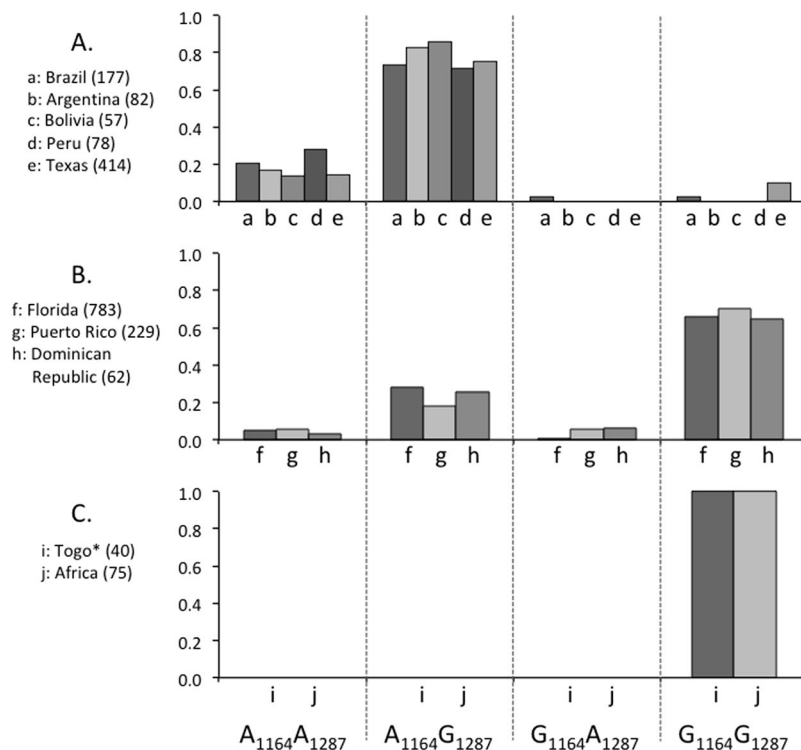 A.
a: Brazil (177)
b: Argentina (82)
c: Bolivia (57)
d: Peru (78)
e: Texas (414)
1.0
0.8
0.6
0.4
0.2
0.0
a b c d e
a b c d e
a b c d e
a b c d e
B.
f: Florida (783)
g: Puerto Rico (229)
h: Dominican
Republic (62)
1.0
0.8
0.6
0.4
0.2
0.0
f g h
f g h
f g h
f g h
C.
i: Togo* (40)
j: Africa (75)
1.0
0.8
0.6
0.4
0.2
0.0
i j
i j
i j
i j
A₁₁₆₄A₁₂₈₇
A₁₁₆₄G₁₂₈₇
G₁₁₆₄A₁₂₈₇
G₁₁₆₄G₁₂₈₇